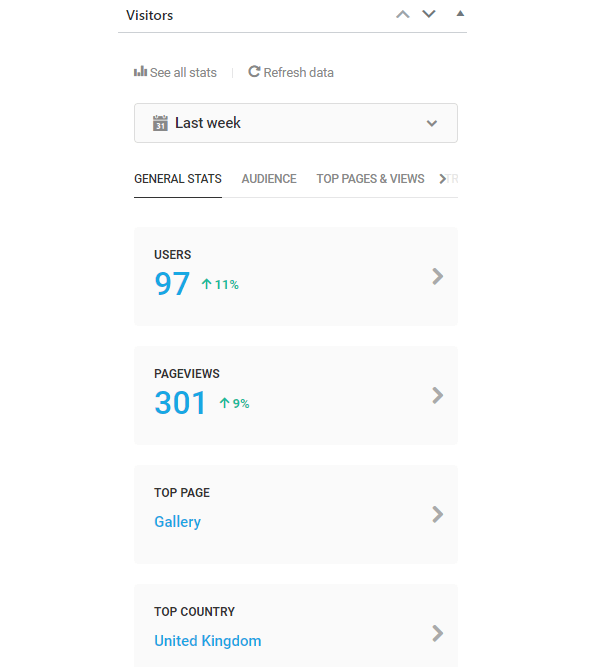 Visitors
See all stats
Refresh data
31
Last week
GENERAL STATS
AUDIENCE
TOP PAGES & VIEWS
TR
USERS
97
11%
PAGEVIEWS
301
9%
TOP PAGE
Gallery
TOP COUNTRY
United Kingdom